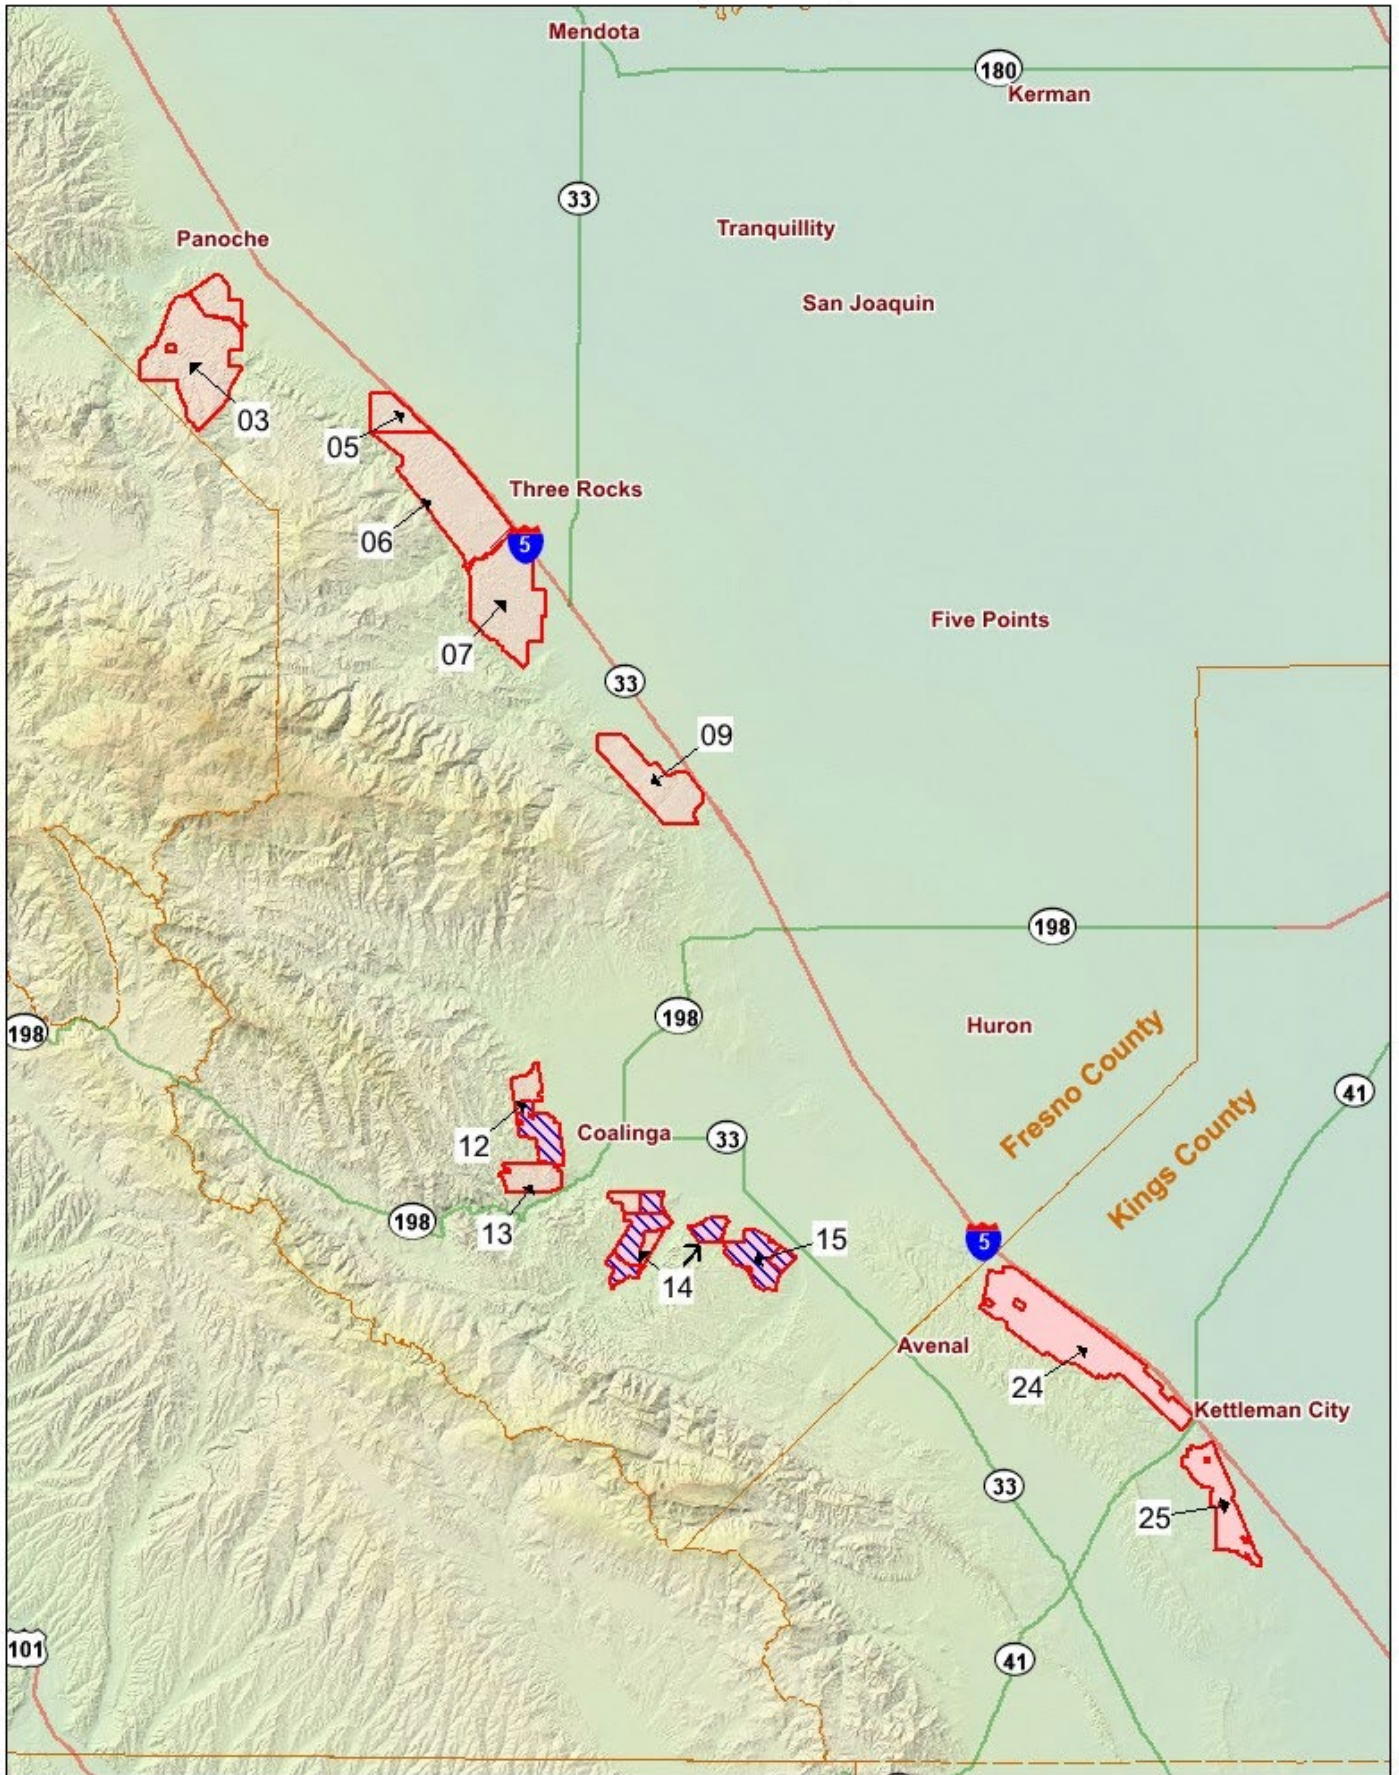 Mendota
180
Kerman
33
Tranquillity
Panoche
San Joaquin
03
05
Three Rocks
06
5
Five Points
07
33
09
198
198
Huron
198
Fresno County
41
Kings County
12
Coalinga
33
198
13
15
5
14
Avenal
24
Kettleman City
33
25
101
41